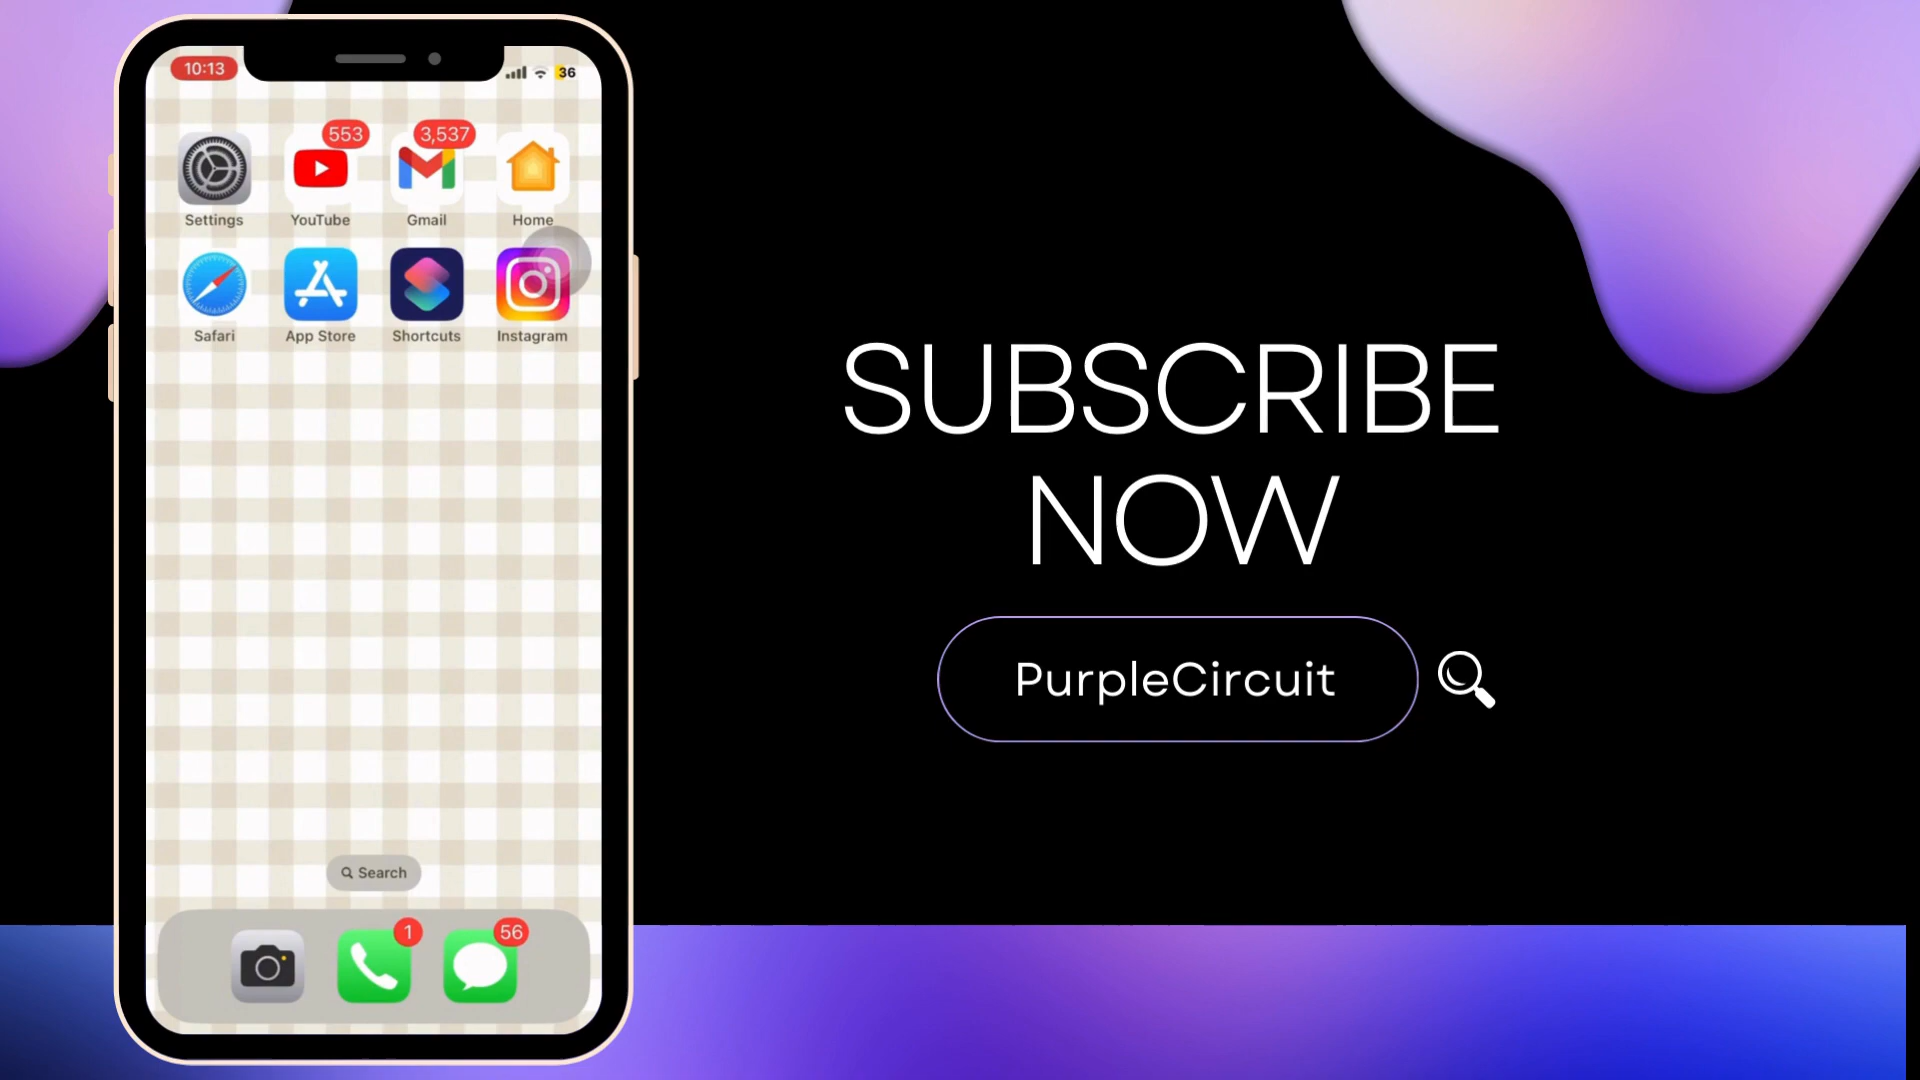 10:13
36
553
3,537
Settings
YouTube
Gmail
Home
Safari
App Store
Shortcuts
Instagram
SUBSCRIBE
NOW
PurpleCircuit
Search
1
56